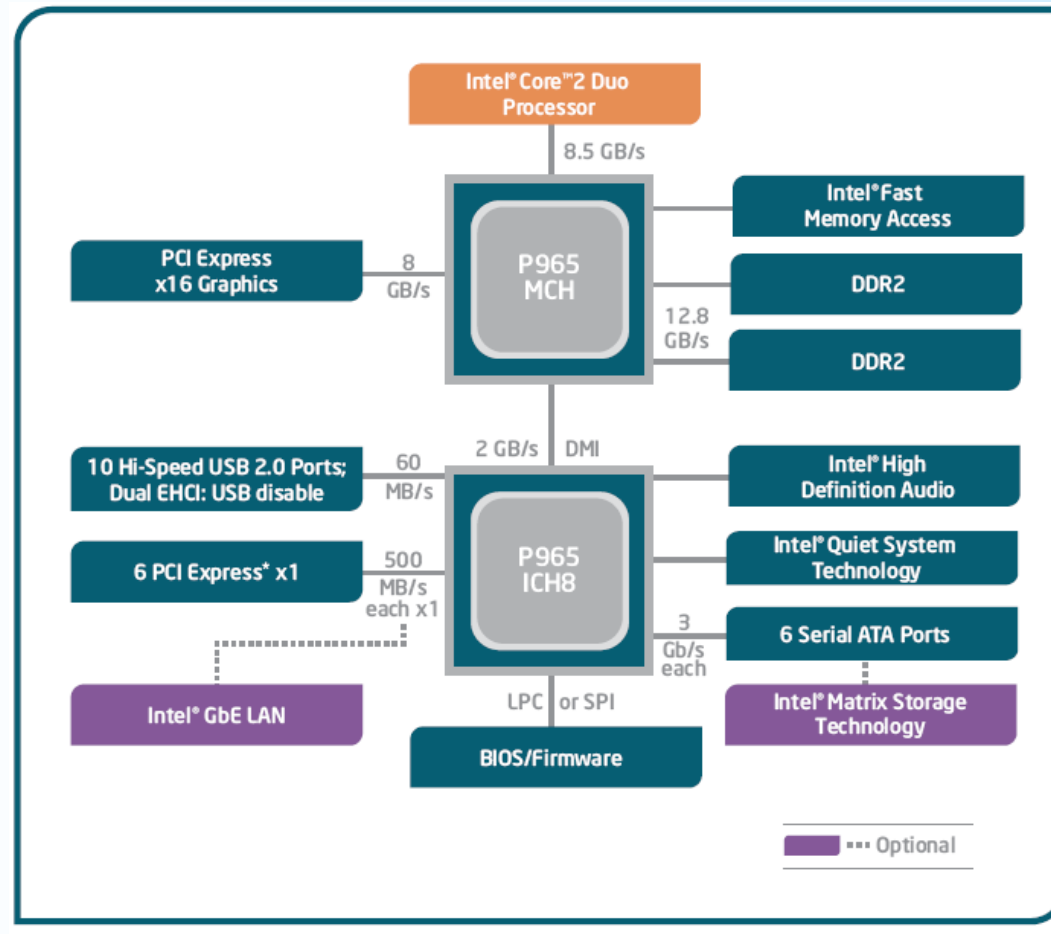 Intel® Core™2 Duo
Processor
8.5 GB/s
Intel® Fast
Memory Access
P965
MCH
PCI Express
x16 Graphics
8
GB/s
DDR2
12.8
GB/s
DDR2
2 GB/s DMI
10 Hi-Speed USB 2.0 Ports;
Dual EHCI: USB disable
60
MB/s
Intel® High
Definition Audio
P965
ICH8
6 PCI Express* x1
500
MB/s
each x1
Intel® Quiet System
Technology
3
Gb/s
each
6 Serial ATA Ports
Intel® GbE LAN
LPC or SPI
Intel® Matrix Storage
Technology
BIOS/Firmware
Optional